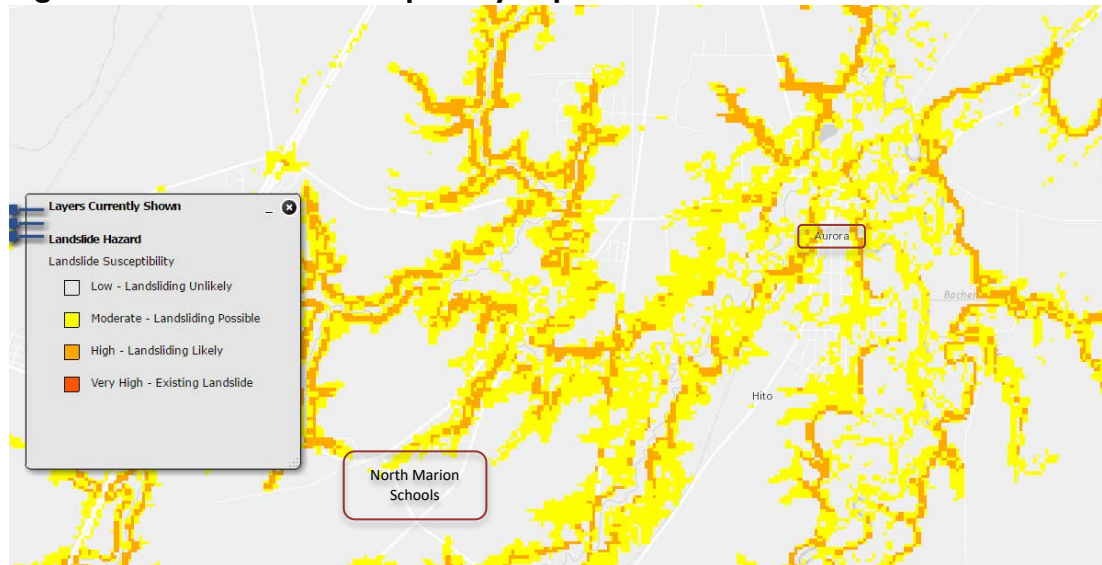 Layers Currently Shown
Landslide Hazard
Landslide Susceptibility
Low - Landsliding Unlikely
Moderate - Landsliding Possible
High - Landsliding Likely
Very High - Existing Landslide
Aurora
Hito
North Marion
Schools